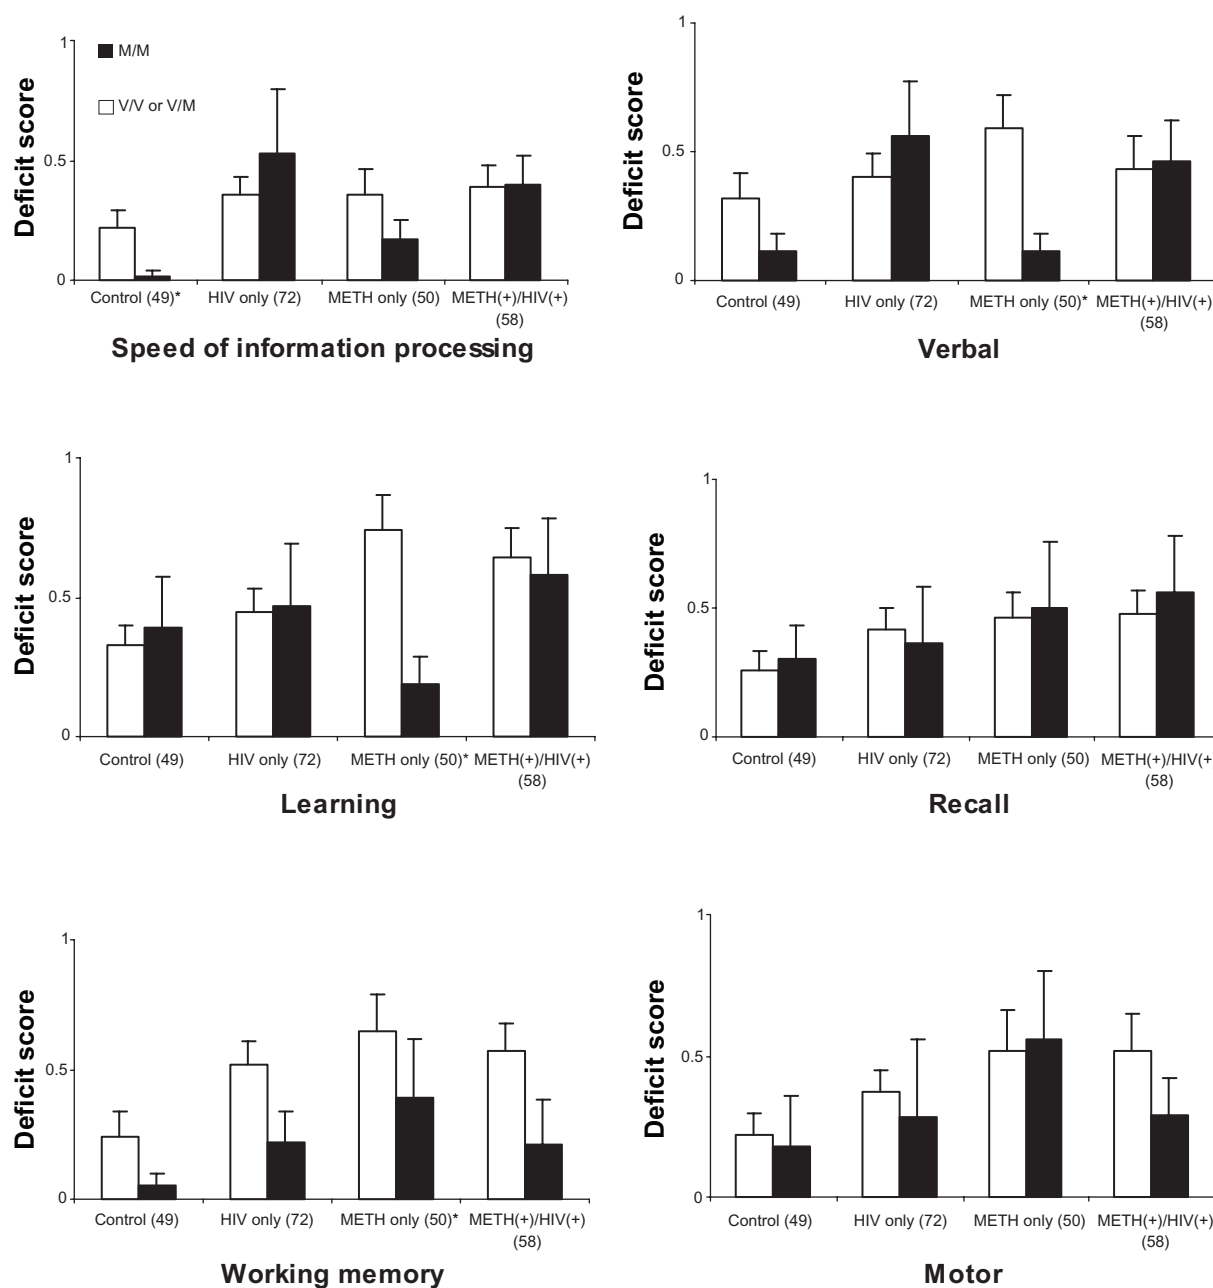 1
M/M
V/V or V/M
Deficit score
0.5
0
Control (49)*
HIV only (72)
METH only (50)
METH(+)/HIV(+)
(58)
Speed of information processing
1
Deficit score
0.5
0
Control (49)
HIV only (72)
METH only (50)*
METH(+)/HIV(+)
(58)
Verbal
1
Deficit score
0.5
0
Control (49)
HIV only (72)
METH only (50)*
METH(+)/HIV(+)
(58)
Learning
1
Deficit score
0.5
0
Control (49)
HIV only (72)
METH only (50)
METH(+)/HIV(+
(58)
Recall
1
Deficit score
0.5
0
Control (49)
HIV only (72)
METH only (50)*
METH(+)/HIV(+)
(58)
Working memory
1
Deficit score
0.5
0
Control (49)
HIV only (72)
METH only (50)
METH(+)/HIV(+)
(58)
Motor